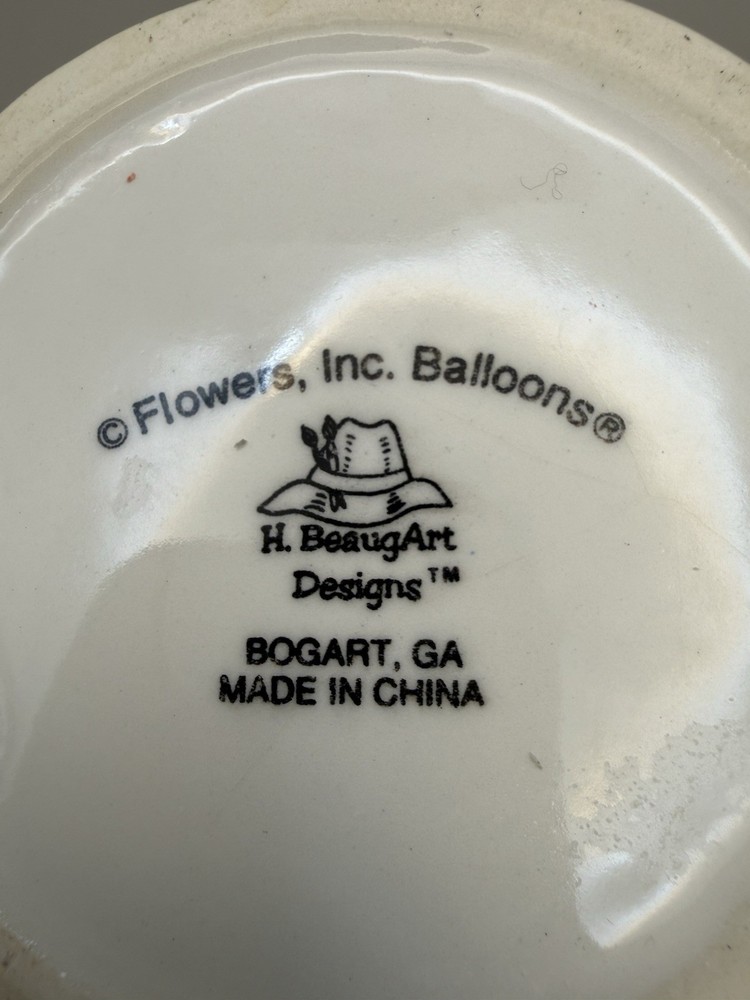 © Flowers, Inc. Balloons®
H. BeaugArt
Designs™
BOGART, GA
MADE IN CHINA